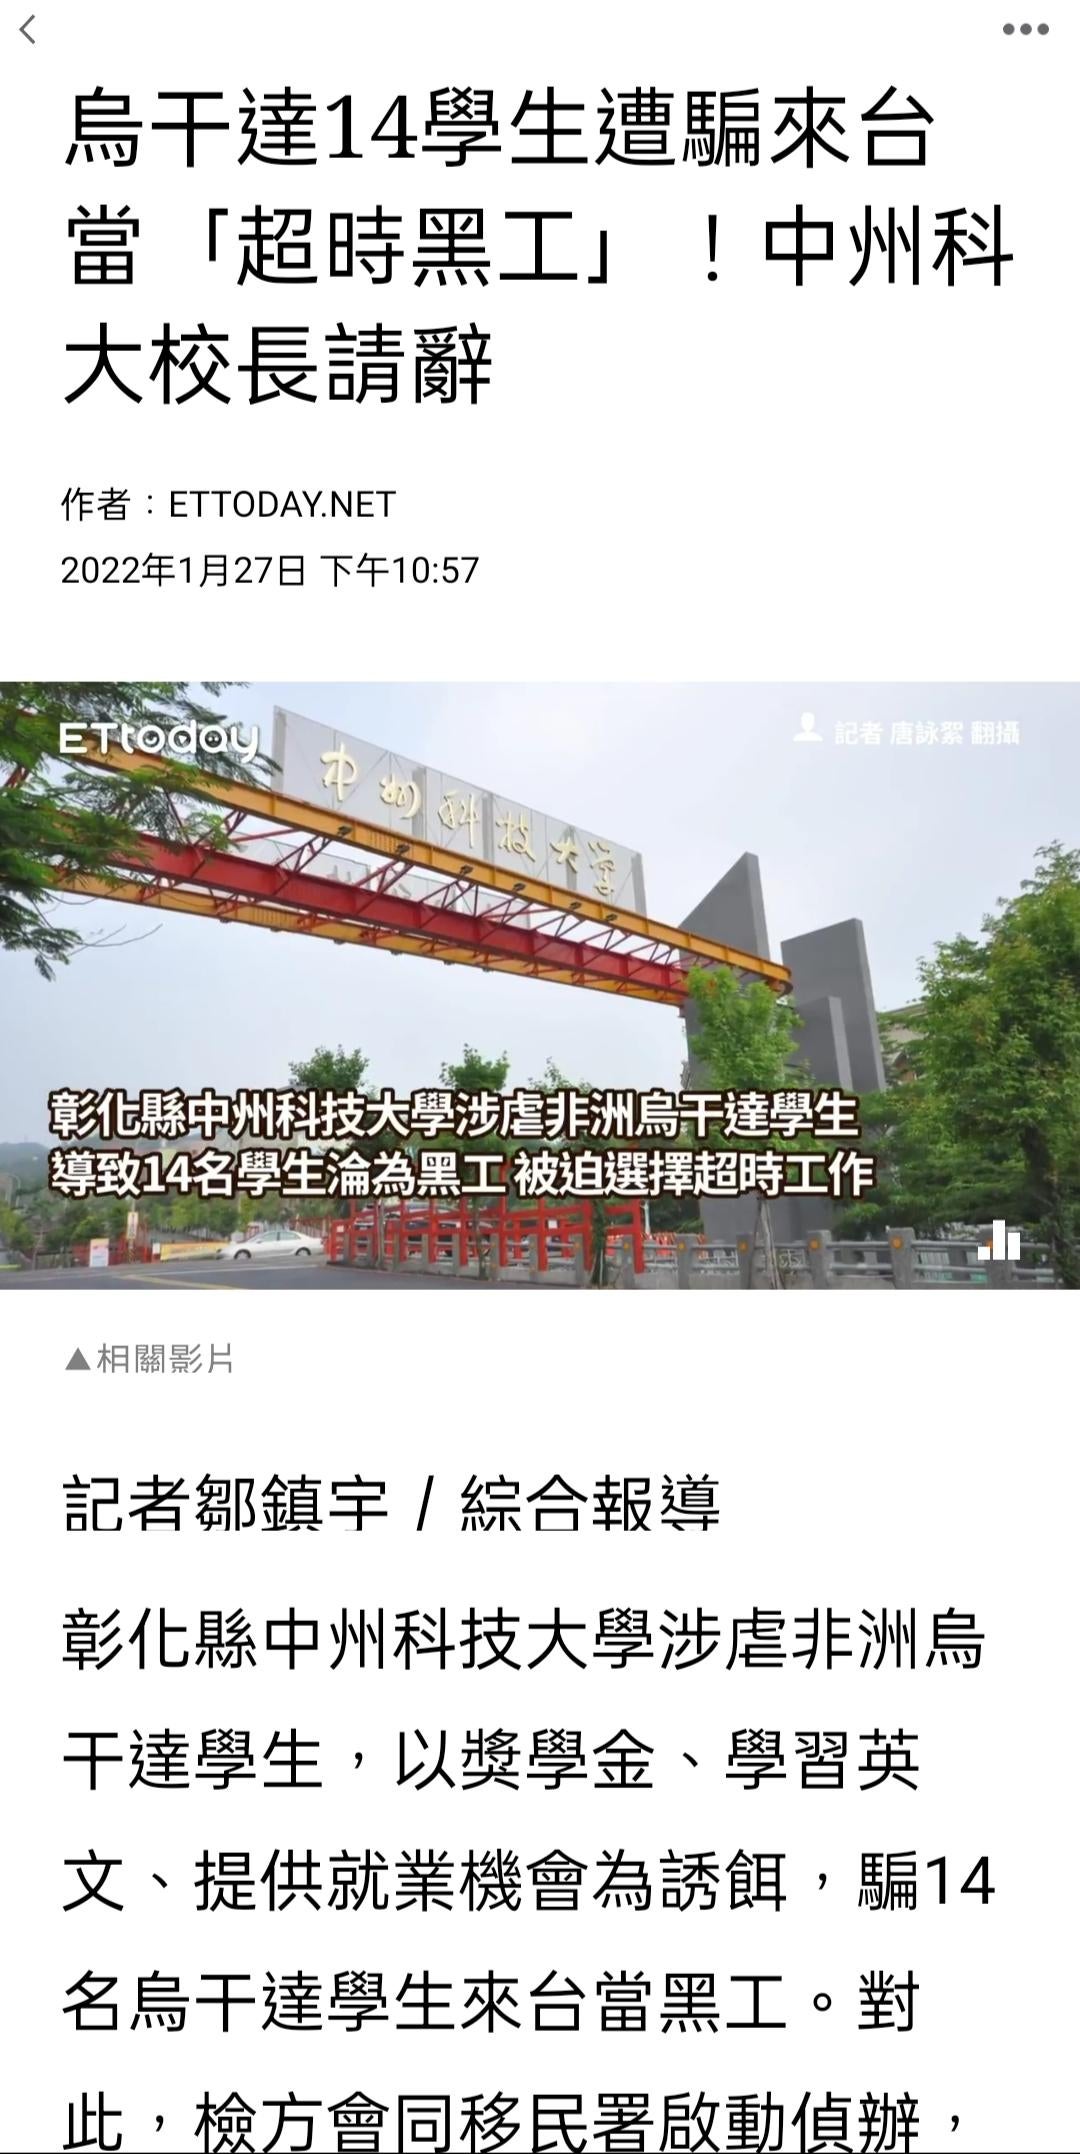 烏干達14學生遭騙來台
當「超時黑工」！中州科
大校長請辭
作者：ETTODAY.NET
2022年1月27日 下午10:57
ETtoday
記者 唐詠絮 翻攝
中州科技大学
彰化縣中州科技大學涉虐非洲烏干達學生
導致14名學生淪為黑工 被迫選擇超時工作
▲相關影片
記者鄒鎮宇／綜合報導
彰化縣中州科技大學涉虐非洲烏
干達學生，以獎學金、學習英
文、提供就業機會為誘餌，騙14
名烏干達學生來台當黑工。對
此，檢方會同移民署啟動偵辦，